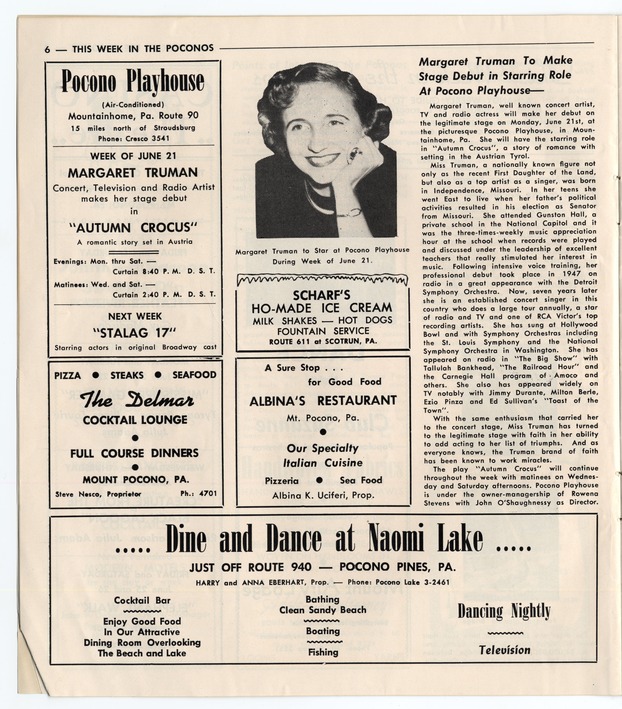 6 — THIS WEEK IN THE POCONOS
Pocono Playhouse
(Air-Conditioned)
Mountainhome, Pa. Route 90
15 miles north of Stroudsburg
Phone: Cresco 3541
WEEK OF JUNE 21
MARGARET TRUMAN
Concert, Television and Radio Artist
makes her stage debut
in
"AUTUMN CROCUS"
A romantic story set in Austria
Evenings: Mon. thru Sat. —
Curtain 8:40 P. M. D. S. T.
Matinees: Wed. and Sat. —
Curtain 2:40 P. M. D. S. T.
NEXT WEEK
"STALAG 17"
Starring actors in original Broadway cast
PIZZA ● STEAKS ● SEAFOOD
The Delmar
COCKTAIL LOUNGE
●
FULL COURSE DINNERS
●
MOUNT POCONO, PA.
Steve Nesco, Proprietor Ph.: 4701
Margaret Truman to Star at Pocono Playhouse
During Week of June 21.
SCHARF'S
HO-MADE ICE CREAM
MILK SHAKES — HOT DOGS
FOUNTAIN SERVICE
ROUTE 611 at SCOTRUN, PA.
A Sure Stop . . .
for Good Food
ALBINA'S RESTAURANT
Mt. Pocono, Pa.
●
Our Specialty
Italian Cuisine
Pizzeria ● Sea Food
Albina K. Uciferi, Prop.
Margaret Truman To Make
Stage Debut in Starring Role
At Pocono Playhouse—
Margaret Truman, well known concert artist,
TV and radio actress will make her debut on
the legitimate stage on Monday, June 21st, at
the picturesque Pocono Playhouse, in Moun-
tainhome, Pa. She will have the starring role
in "Autumn Crocus", a story of romance with
setting in the Austrian Tyrol.
Miss Truman, a nationally known figure not
only as the recent First Daughter of the Land,
but also as a top artist as a singer, was born
in Independence, Missouri. In her teens she
went East to live when her father's political
activities resulted in his election as Senator
from Missouri. She attended Gunston Hall, a
private school in the National Capitol and it
was the three-times-weekly music appreciation
hour at the school when records were played
and discussed under the leadership of excellent
teachers that really stimulated her interest in
music. Following intensive voice training, her
professional debut took place in 1947 on
radio in a great appearance with the Detroit
Symphony Orchestra. Now, seven years later
she is an established concert singer in this
country who does a large tour annually, a star
of radio and TV and one of RCA Victor's top
recording artists. She has sung at Hollywood
Bowl and with Symphony Orchestras including
the St. Louis Symphony and the National
Symphony Orchestra in Washington. She has
appeared on radio in "The Big Show" with
Tallulah Bankhead, "The Railroad Hour" and
the Carnegie Hall program of Amoco and
others. She also has appeared widely on
TV notably with Jimmy Durante, Milton Berle,
Ezio Pinza and Ed Sullivan's "Toast of the
Town".
With the same enthusiasm that carried her
to the concert stage, Miss Truman has turned
to the legitimate stage with faith in her ability
to add acting to her list of triumphs. And as
everyone knows, the Truman brand of faith
has been known to work miracles.
The play "Autumn Crocus" will continue
throughout the week with matinees on Wednes-
day and Saturday afternoons. Pocono Playhouse
is under the owner-managership of Rowena
Stevens with John O'Shaughnessy as Director.
..... Dine and Dance at Naomi Lake .....
JUST OFF ROUTE 940 — POCONO PINES, PA.
HARRY and ANNA EBERHART, Prop. — Phone: Pocono Lake 3-2461
Cocktail Bar
Enjoy Good Food
In Our Attractive
Dining Room Overlooking
The Beach and Lake
Bathing
Clean Sandy Beach
Boating
Fishing
Dancing Nightly
Television